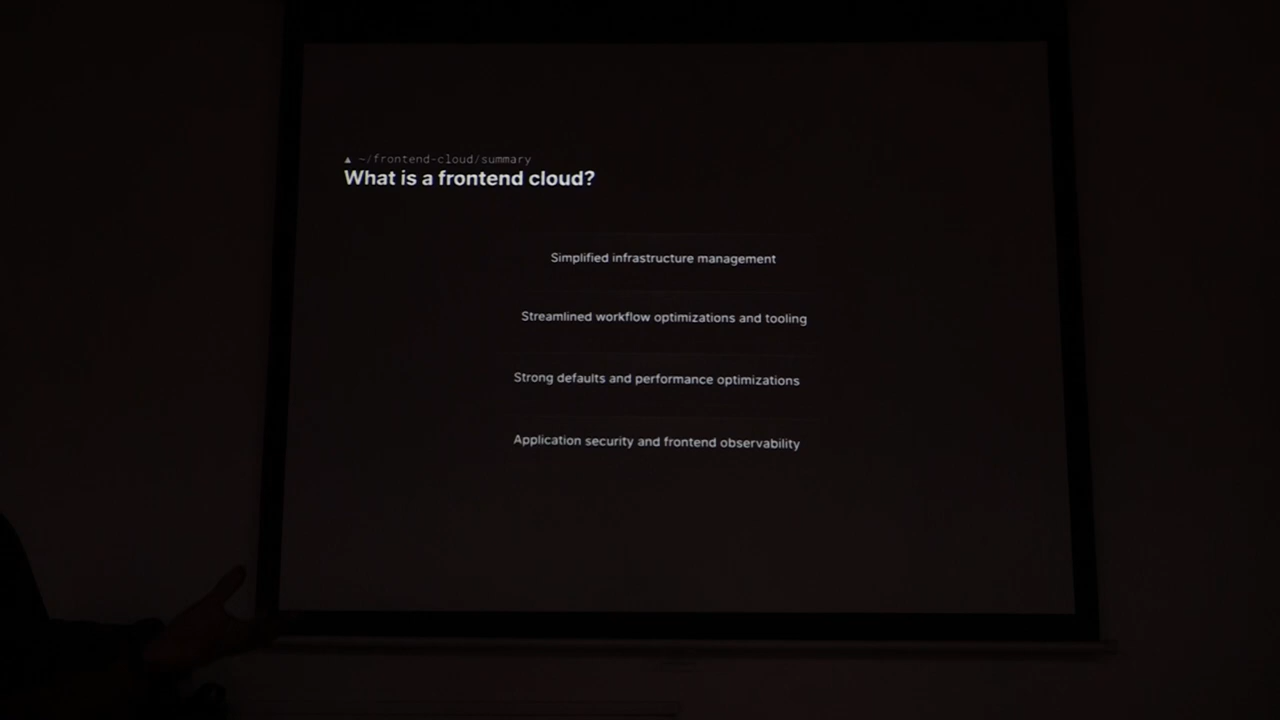 ▲ ~/frontend-cloud/summary
What is a frontend cloud?
Simplified infrastructure management
Streamlined workflow optimizations and tooling
Strong defaults and performance optimizations
Application security and frontend observability